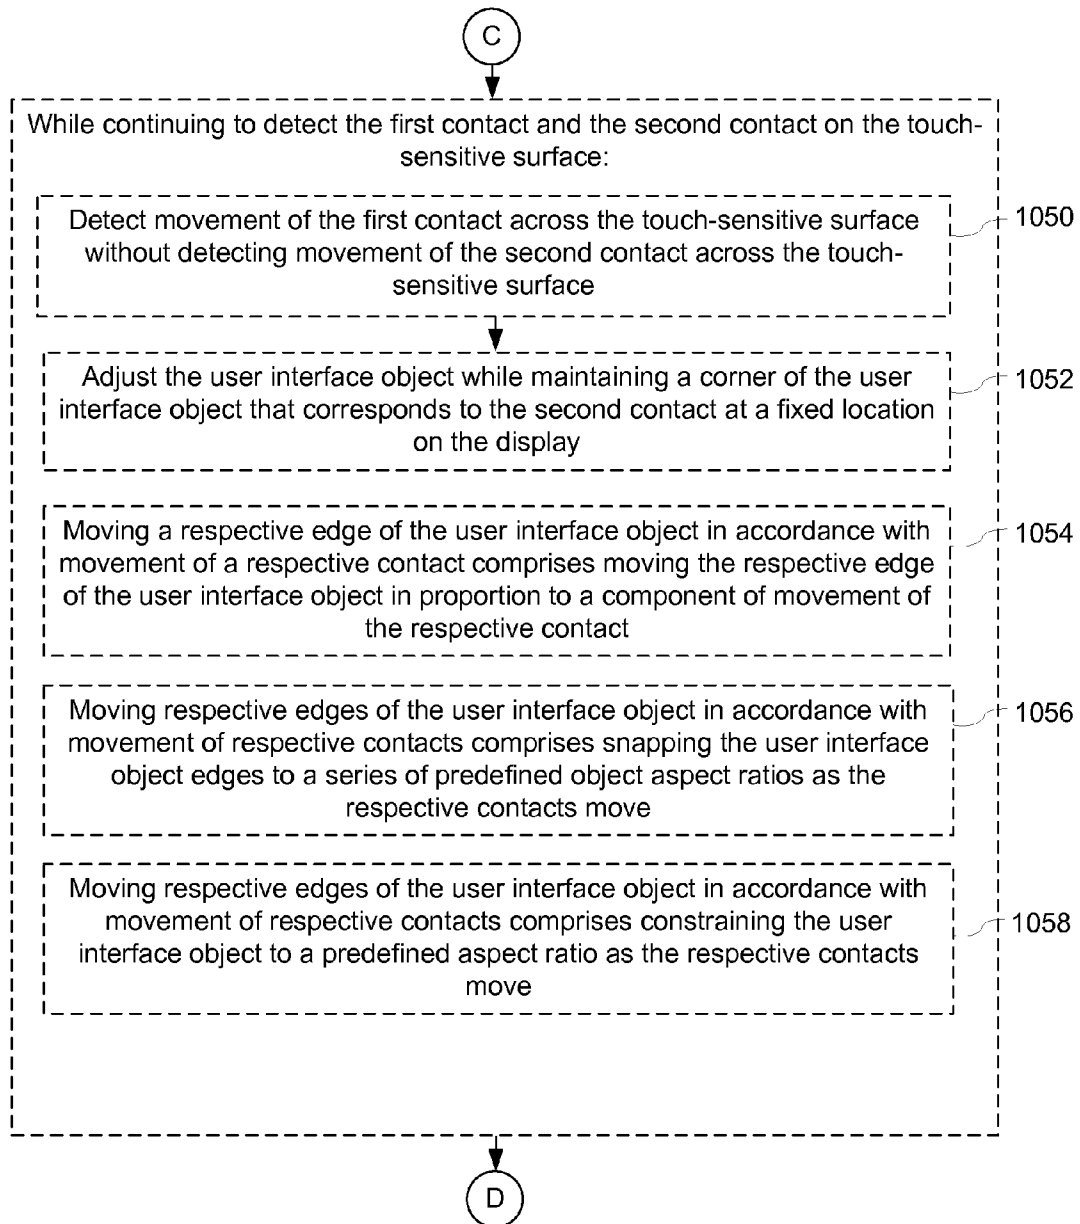 C
While continuing to detect the first contact and the second contact on the touch-
sensitive surface:
Detect movement of the first contact across the touch-sensitive surface
without detecting movement of the second contact across the touch-
sensitive surface
1050
Adjust the user interface object while maintaining a corner of the user
interface object that corresponds to the second contact at a fixed location
on the display
1052
Moving a respective edge of the user interface object in accordance with
movement of a respective contact comprises moving the respective edge
of the user interface object in proportion to a component of movement of
the respective contact
1054
Moving respective edges of the user interface object in accordance with
movement of respective contacts comprises snapping the user interface
object edges to a series of predefined object aspect ratios as the
respective contacts move
1056
Moving respective edges of the user interface object in accordance with
movement of respective contacts comprises constraining the user
interface object to a predefined aspect ratio as the respective contacts
move
1058
D